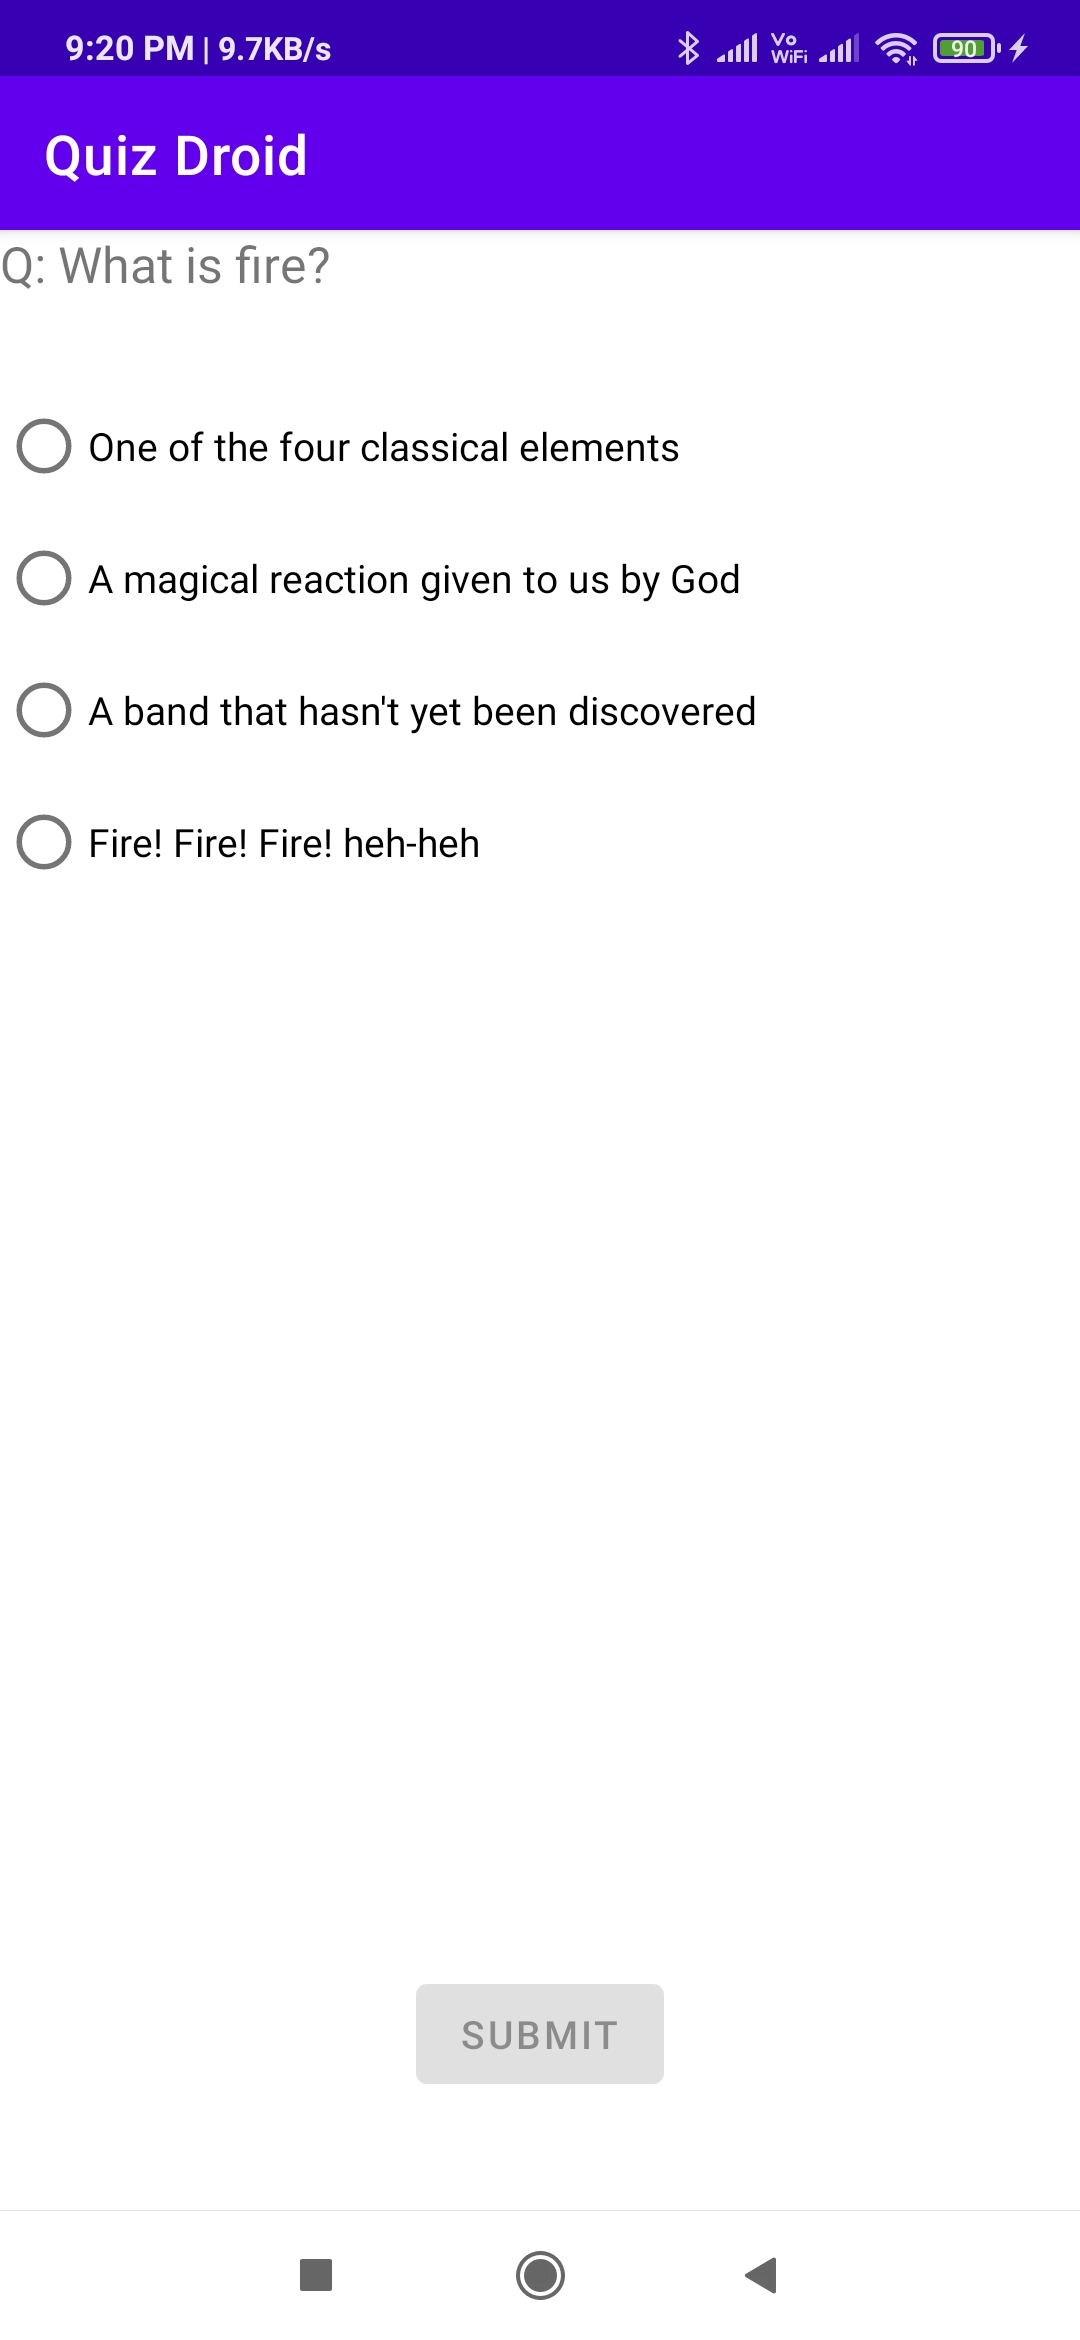 9:20 PM | 9.7KB/s Vo WiFi 90
Quiz Droid
Q: What is fire?
One of the four classical elements
A magical reaction given to us by God
A band that hasn't yet been discovered
Fire! Fire! Fire! heh-heh
SUBMIT